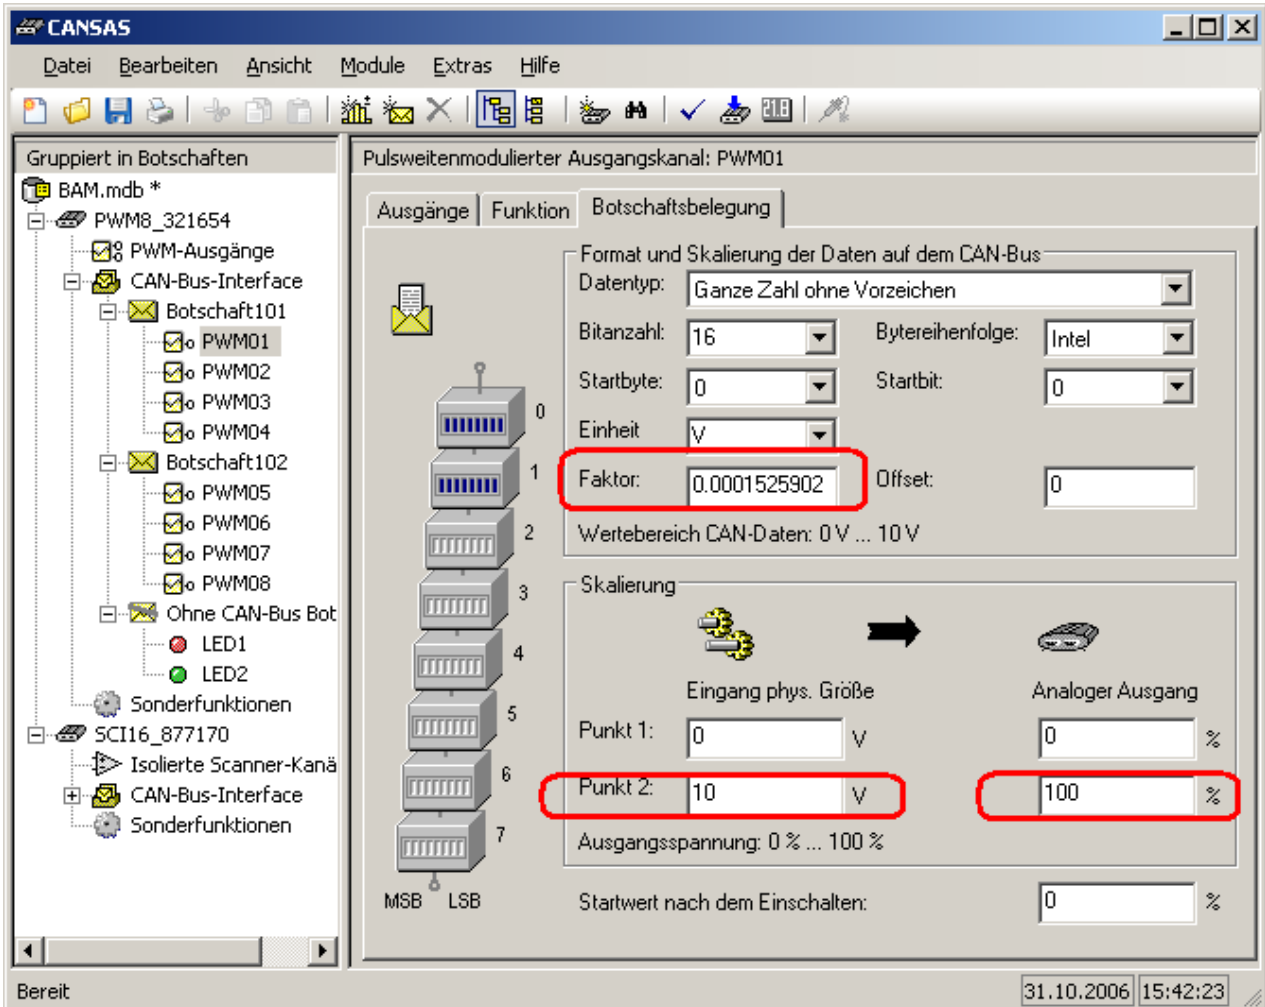 CANSAS
Datei Bearbeiten Ansicht Module Extras Hilfe
Gruppiert in Botschaften
BAM.mdb *
PWM8_321654
PWM-Ausgänge
CAN-Bus-Interface
Botschaft101
PWM01
PWM02
PWM03
PWM04
Botschaft102
PWM05
PWM06
PWM07
PWM08
Ohne CAN-Bus Bot
LED1
LED2
Sonderfunktionen
SCI16_877170
Isolierte Scanner-Kanä
CAN-Bus-Interface
Sonderfunktionen
Pulsweitenmodulierter Ausgangskanal: PWM01
Ausgänge Funktion Botschaftsbelegung
Format und Skalierung der Daten auf dem CAN-Bus
Datentyp: Ganze Zahl ohne Vorzeichen
Bitanzahl: 16 Bytereihenfolge: Intel
Startbyte: 0 Startbit: 0
Einheit V
Faktor: 0.0001525902 Offset: 0
Wertebereich CAN-Daten: 0 V ... 10 V
0
1
2
3
4
5
6
7
MSB LSB
Skalierung
Eingang phys. Größe Analoger Ausgang
Punkt 1: 0 V 0 %
Punkt 2: 10 V 100 %
Ausgangsspannung: 0 % ... 100 %
Startwert nach dem Einschalten: 0 %
Bereit 31.10.2006 15:42:23